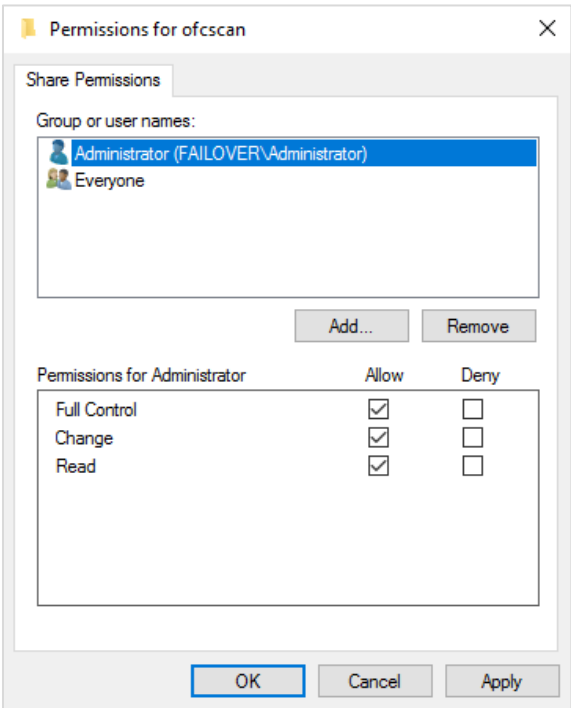 Permissions for ofcscan
Share Permissions
Group or user names:
Administrator (FAILOVER\Administrator)
Everyone
Add... Remove
Permissions for Administrator Allow Deny
Full Control
Change
Read
OK Cancel Apply